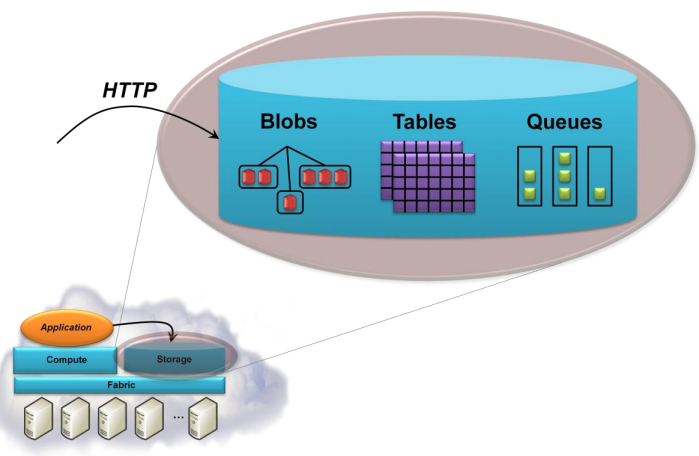 HTTP
Blobs
Tables
Queues
Application
Compute
Storage
Fabric
...